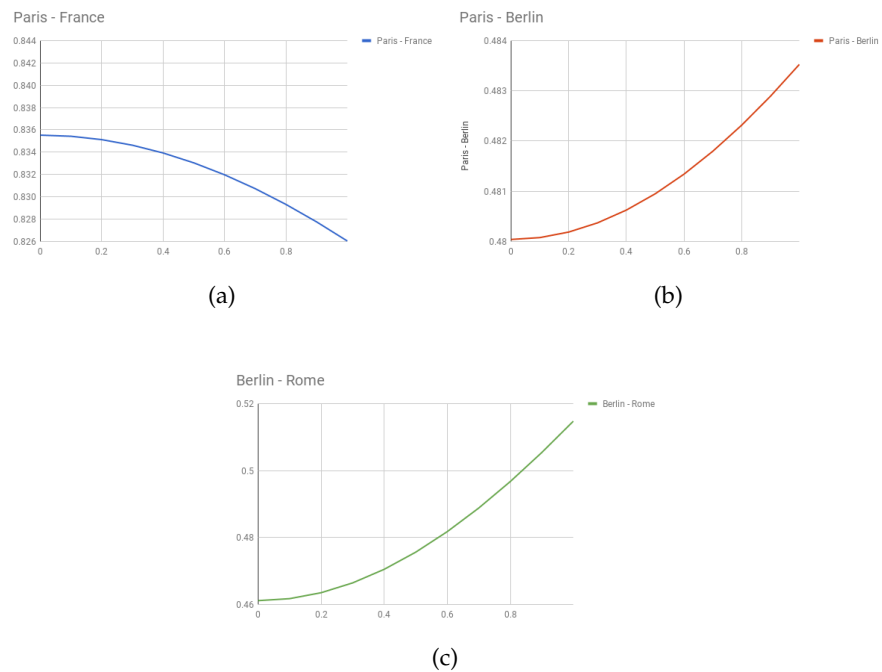 Paris - France
0.844
0.842
0.840
0.838
0.836
0.834
0.832
0.830
0.828
0.826
0 0.2 0.4 0.6 0.8
Paris - France
(a)
Paris - Berlin
Paris - Berlin
0.484
0.483
0.482
0.481
0.48
0 0.2 0.4 0.6 0.8
Paris - Berlin
(b)
Berlin - Rome
0.52
0.5
0.48
0.46
0 0.2 0.4 0.6 0.8
Berlin - Rome
(c)